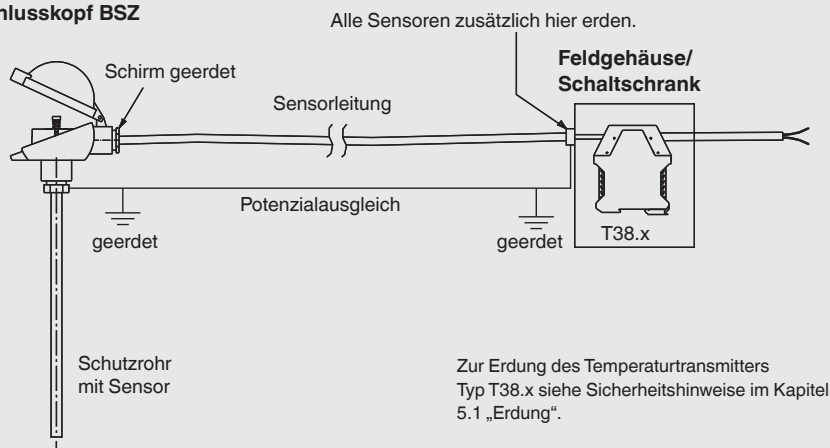 BSZ
Alle Sensoren zusätzlich hier erden.
Feldgehäuse/
Schaltschrank
Schirm geerdet
Sensorleitung
Potenzialausgleich
geerdet
geerdet
T38.x
Schutzrohr
mit Sensor
Zur Erdung des Temperaturtransmitters
Typ T38.x siehe Sicherheitshinweise im Kapitel
5.1 „Erdung“.